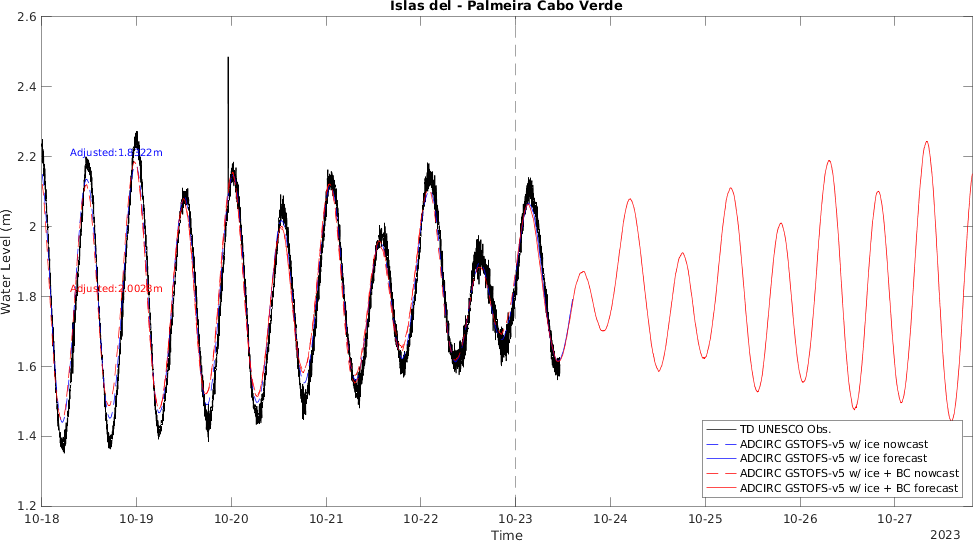 Islas del - Palmeira Cabo Verde
2.6
2.4
2.2
2
1.8
1.6
1.4
1.2
Water Level (m)
Adjusted:1.8322m
Adjusted:2.0028m
TD UNESCO Obs.
ADCIRC GSTOFS-v5 w/ ice nowcast
ADCIRC GSTOFS-v5 w/ ice forecast
ADCIRC GSTOFS-v5 w/ ice + BC nowcast
ADCIRC GSTOFS-v5 w/ ice + BC forecast
10-18 10-19 10-20 10-21 10-22 10-23 10-24 10-25 10-26 10-27
Time
2023